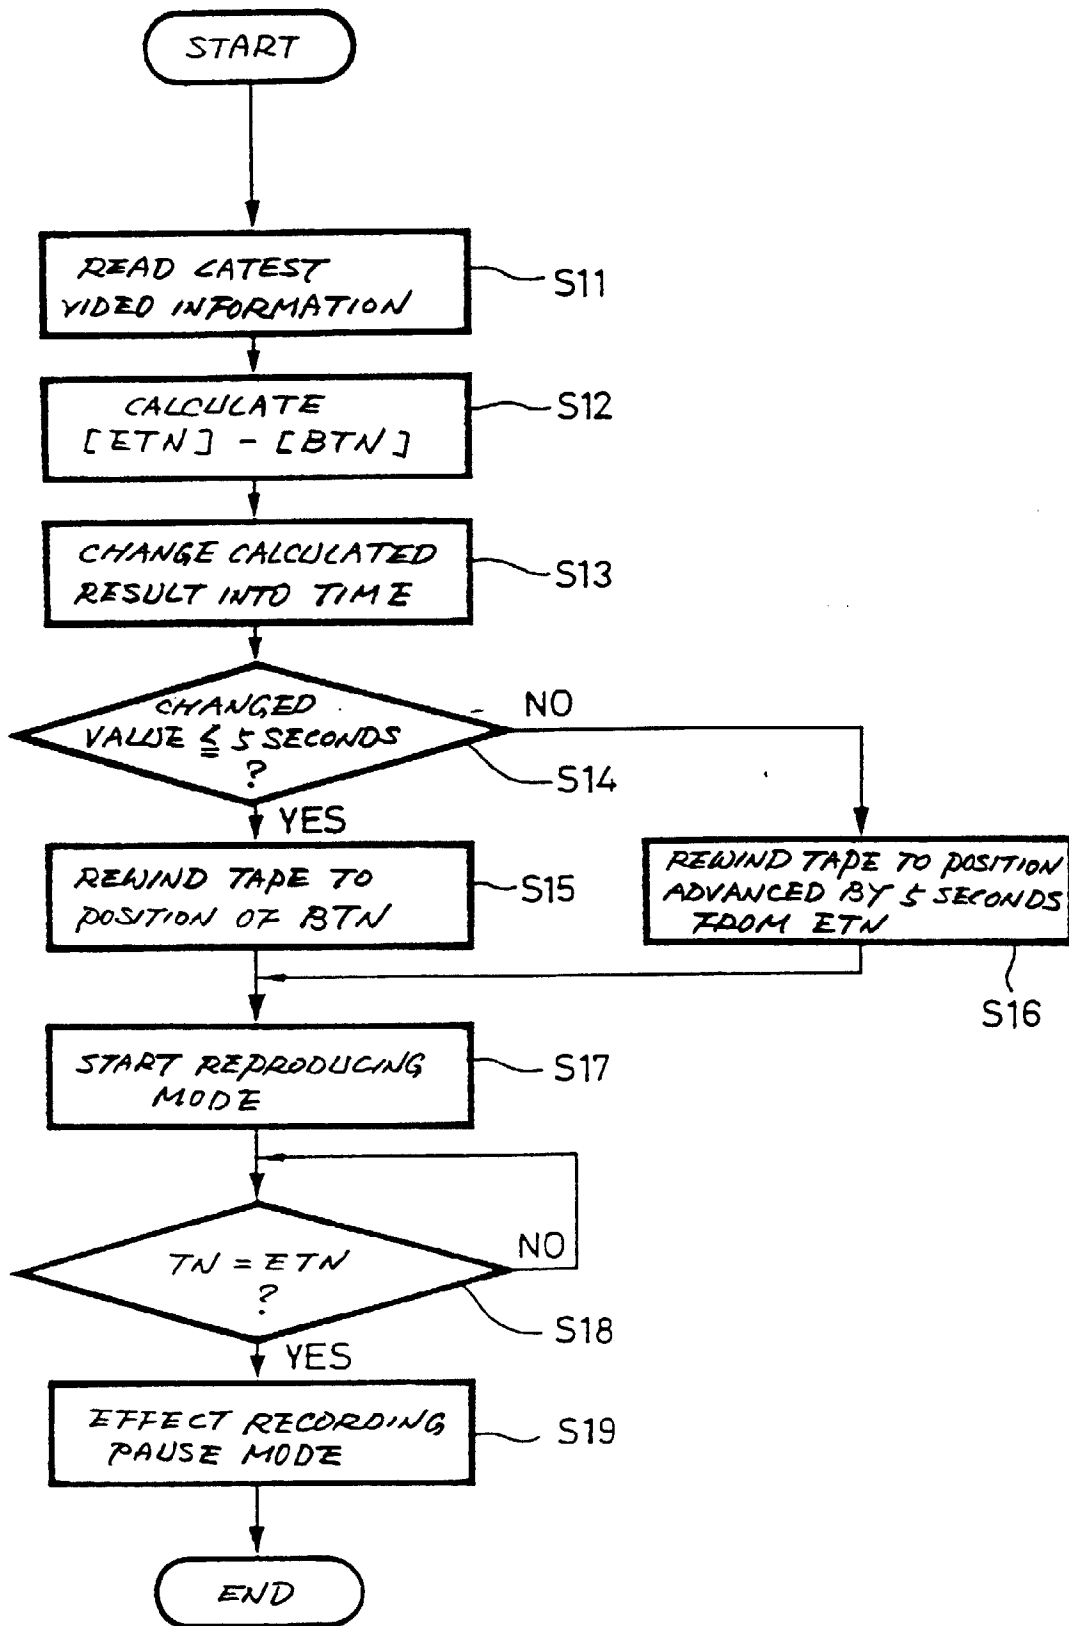 START
READ LATEST
VIDEO INFORMATION
S11
CALCULATE
[ETN] - [BTN]
S12
CHANGE CALCULATED
RESULT INTO TIME
S13
CHANGED
VALUE ≦ 5 SECONDS
?
NO
S14
YES
REWIND TAPE TO
POSITION OF BTN
S15
REWIND TAPE TO POSITION
ADVANCED BY 5 SECONDS
FROM ETN
S16
START REPRODUCING
MODE
S17
TN = ETN
?
NO
S18
YES
EFFECT RECORDING
PAUSE MODE
S19
END